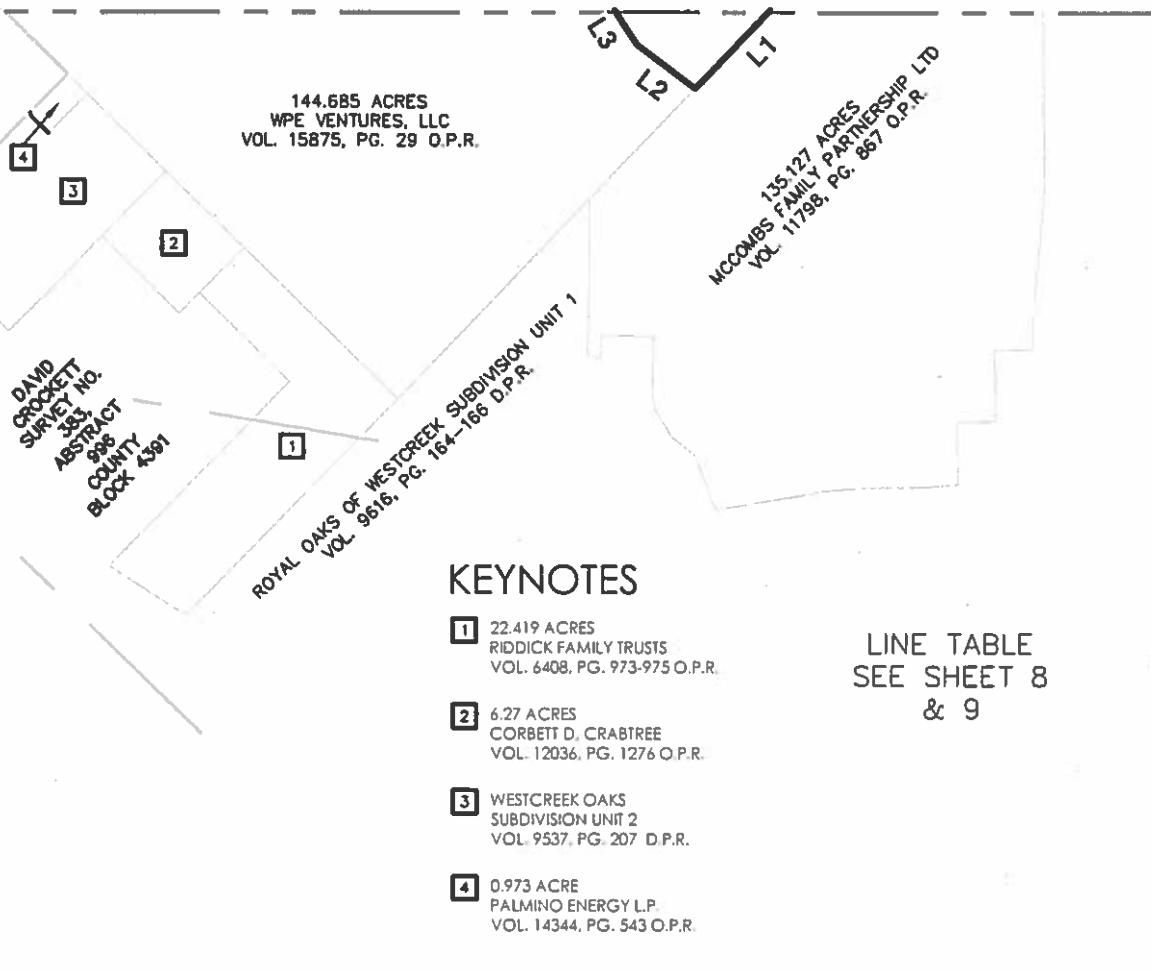 L3
L2
L1
144.685 ACRES
WPE VENTURES, LLC
VOL. 15875, PG. 29 O.P.R.
135.127 ACRES
MCCOMBS FAMILY PARTNERSHIP LTD
VOL. 11798, PG. 867 O.P.R.
4
3
2
DAVID
CROCKETT
SURVEY NO.
383,
ABSTRACT
996
COUNTY
BLOCK 4391
1
ROYAL OAKS OF WESTCREEK SUBDIVISION UNIT 1
VOL. 9616, PG. 164-166 D.P.R.
KEYNOTES
1 22.419 ACRES
RIDDICK FAMILY TRUSTS
VOL. 6408, PG. 973-975 O.P.R.
2 6.27 ACRES
CORBETT D. CRABTREE
VOL. 12036, PG. 1276 O.P.R.
3 WESTCREEK OAKS
SUBDIVISION UNIT 2
VOL. 9537, PG. 207 D.P.R.
4 0.973 ACRE
PALMINO ENERGY L.P.
VOL. 14344, PG. 543 O.P.R.
LINE TABLE
SEE SHEET 8
& 9